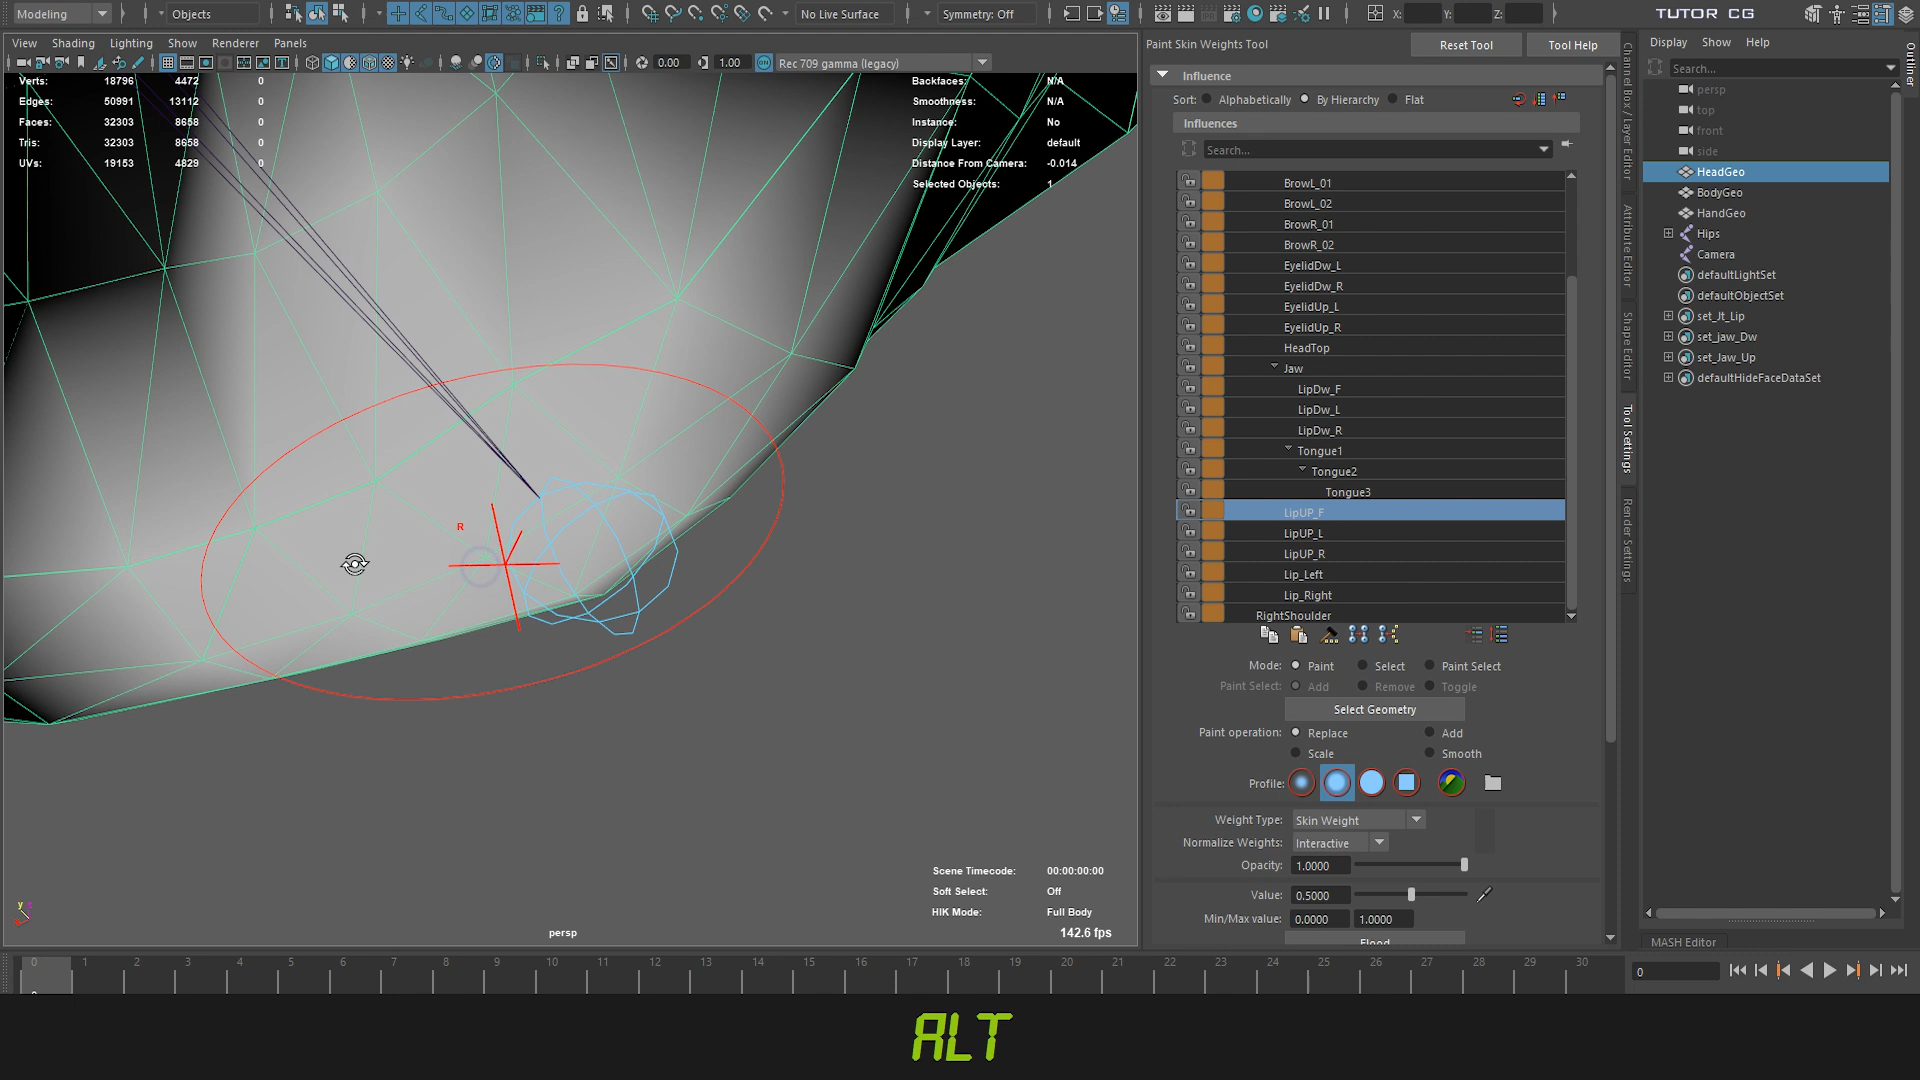 Modeling Objects No Live Surface Symmetry: Off X: Y: Z: TUTOR CG
View Shading Lighting Show Renderer Panels
0.00 1.00 ON Rec 709 gamma (legacy)
Verts: 18796 4472 0
Edges: 50991 13112 0
Faces: 32303 8658 0
Tris: 32303 8658 0
UVs: 19153 4829 0
Backfaces: N/A
Smoothness: N/A
Instance: No
Display Layer: default
Distance From Camera: -0.014
Selected Objects: 1
R
Scene Timecode: 00:00:00:00
Soft Select: Off
HIK Mode: Full Body
142.6 fps
persp
y z
Paint Skin Weights Tool Reset Tool Tool Help
Influence
Sort: Alphabetically By Hierarchy Flat
Influences
Search...
BrowL_01
BrowL_02
BrowR_01
BrowR_02
EyelidDw_L
EyelidDw_R
EyelidUp_L
EyelidUp_R
HeadTop
Jaw
LipDw_F
LipDw_L
LipDw_R
Tongue1
Tongue2
Tongue3
LipUP_F
LipUP_L
LipUP_R
Lip_Left
Lip_Right
RightShoulder
Mode: Paint Select Paint Select
Paint Select: Add Remove Toggle
Select Geometry
Paint operation: Replace Add
Scale Smooth
Profile:
Weight Type: Skin Weight
Normalize Weights: Interactive
Opacity: 1.0000
Value: 0.5000
Min/Max value: 0.0000 1.0000
Flood
Channel Box / Layer Editor
Attribute Editor
Shape Editor
Tool Settings
Render Settings
Display Show Help
Search...
Outliner
persp
top
front
side
HeadGeo
BodyGeo
HandGeo
Hips
Camera
defaultLightSet
defaultObjectSet
set_Jt_Lip
set_jaw_Dw
set_Jaw_Up
defaultHideFaceDataSet
MASH Editor
0 1 2 3 4 5 6 7 8 9 10 11 12 13 14 15 16 17 18 19 20 21 22 23 24 25 26 27 28 29 30
0
0
ALT